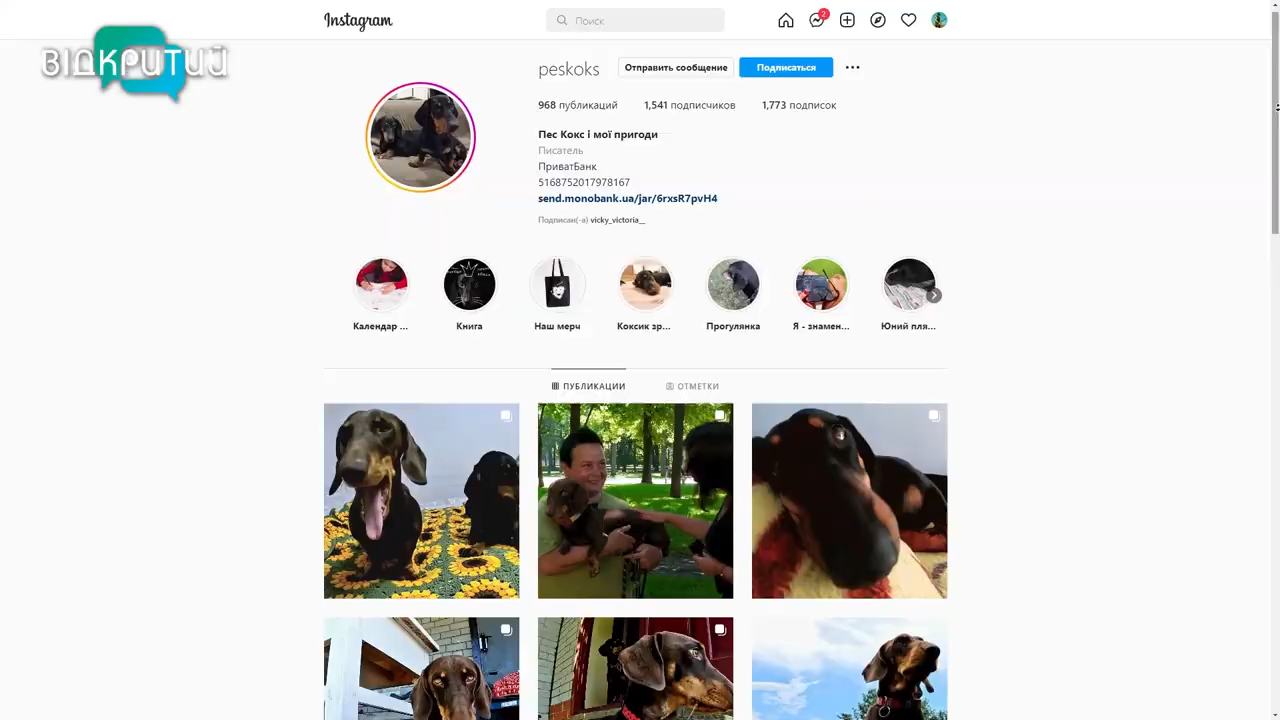 Instagram
Поиск
2
ВІДКРИТИЙ
peskoks
Отправить сообщение
Подписаться
968 публикаций 1,541 подписчиков 1,773 подписок
Пес Кокс і мої пригоди
Писатель
ПриватБанк
5168752017978167
send.monobank.ua/jar/6rxsR7pvH4
Подписан(-а) vicky_victoria__
Календар ... Книга Наш мерч Коксик зр... Прогулянка Я - знамен... Юний пля...
ПУБЛИКАЦИИ ОТМЕТКИ